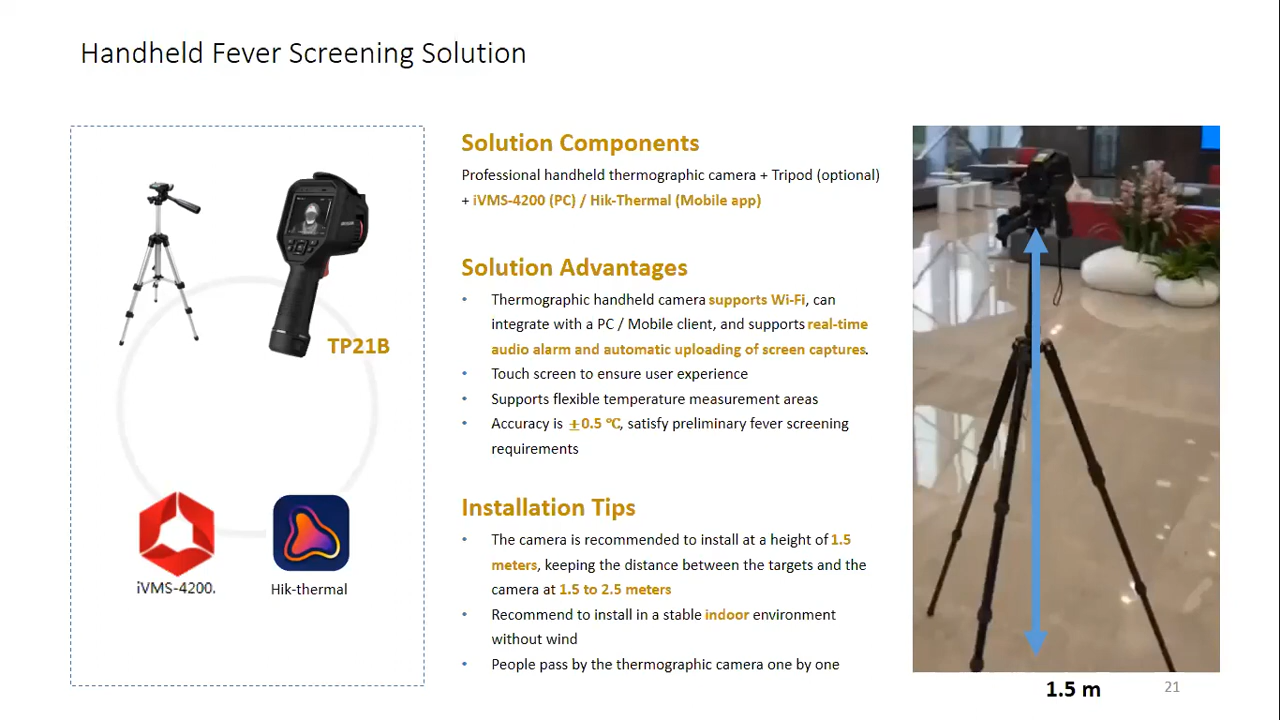 Handheld Fever Screening Solution
TP21B
iVMS-4200.
Hik-thermal
Solution Components
Professional handheld thermographic camera + Tripod (optional)
+ iVMS-4200 (PC) / Hik-Thermal (Mobile app)
Solution Advantages
• Thermographic handheld camera supports Wi-Fi, can
integrate with a PC / Mobile client, and supports real-time
audio alarm and automatic uploading of screen captures.
• Touch screen to ensure user experience
• Supports flexible temperature measurement areas
• Accuracy is ±0.5 ℃, satisfy preliminary fever screening
requirements
Installation Tips
• The camera is recommended to install at a height of 1.5
meters, keeping the distance between the targets and the
camera at 1.5 to 2.5 meters
• Recommend to install in a stable indoor environment
without wind
• People pass by the thermographic camera one by one
1.5 m
21